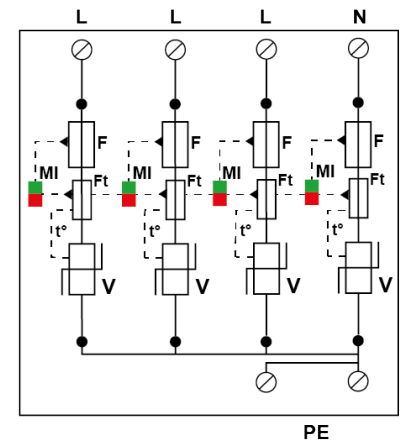 L L L N
F F F F
MI MI MI MI
Ft Ft Ft Ft
t° t° t° t°
V V V V
PE